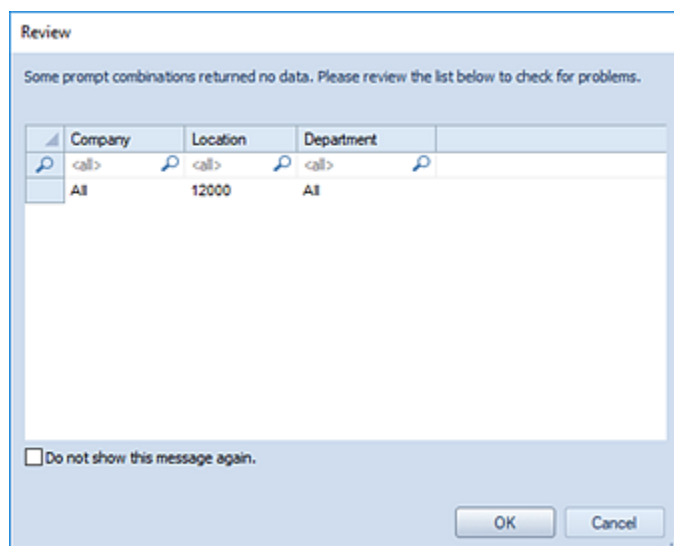 Review
Some prompt combinations returned no data. Please review the list below to check for problems.
Company Location Department
<all> <all> <all>
All 12000 All
Do not show this message again.
OK Cancel